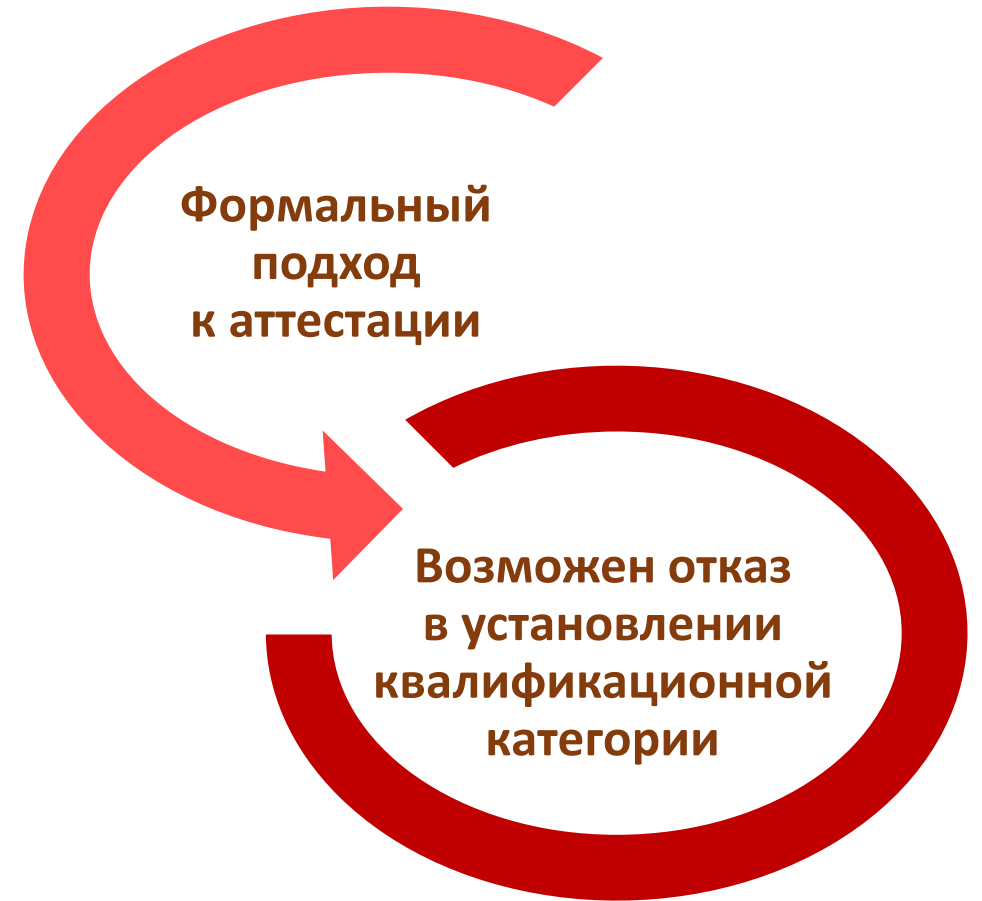 Формальный
подход
к аттестации
Возможен отказ
в установлении
квалификационной
категории